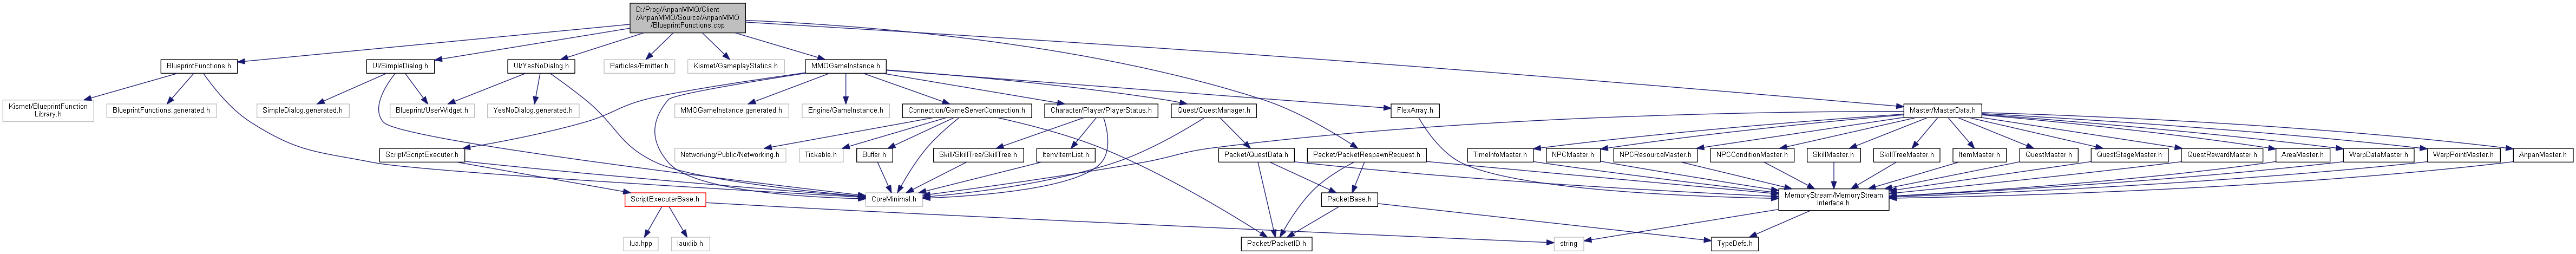 D:/Prog/AnpanMMO/Client
/AnpanMMO/Source/AnpanMMO
/BlueprintFunctions.cpp
BlueprintFunctions.h
UI/SimpleDialog.h
UI/YesNoDialog.h
Particles/Emitter.h
Kismet/GameplayStatics.h
MMOGameInstance.h
Kismet/BlueprintFunction
Library.h
BlueprintFunctions.generated.h
SimpleDialog.generated.h
Blueprint/UserWidget.h
YesNoDialog.generated.h
MMOGameInstance.generated.h
Engine/GameInstance.h
Connection/GameServerConnection.h
Character/Player/PlayerStatus.h
Quest/QuestManager.h
FlexArray.h
Master/MasterData.h
Script/ScriptExecuter.h
Networking/Public/Networking.h
Tickable.h
Buffer.h
Skill/SkillTree/SkillTree.h
Item/ItemList.h
Packet/QuestData.h
Packet/PacketRespawnRequest.h
TimeInfoMaster.h
NPCMaster.h
NPCResourceMaster.h
NPCConditionMaster.h
SkillMaster.h
SkillTreeMaster.h
ItemMaster.h
QuestMaster.h
QuestStageMaster.h
QuestRewardMaster.h
AreaMaster.h
WarpDataMaster.h
WarpPointMaster.h
AnpanMaster.h
ScriptExecuterBase.h
CoreMinimal.h
PacketBase.h
MemoryStream/MemoryStream
Interface.h
lua.hpp
lauxlib.h
Packet/PacketID.h
string
TypeDefs.h